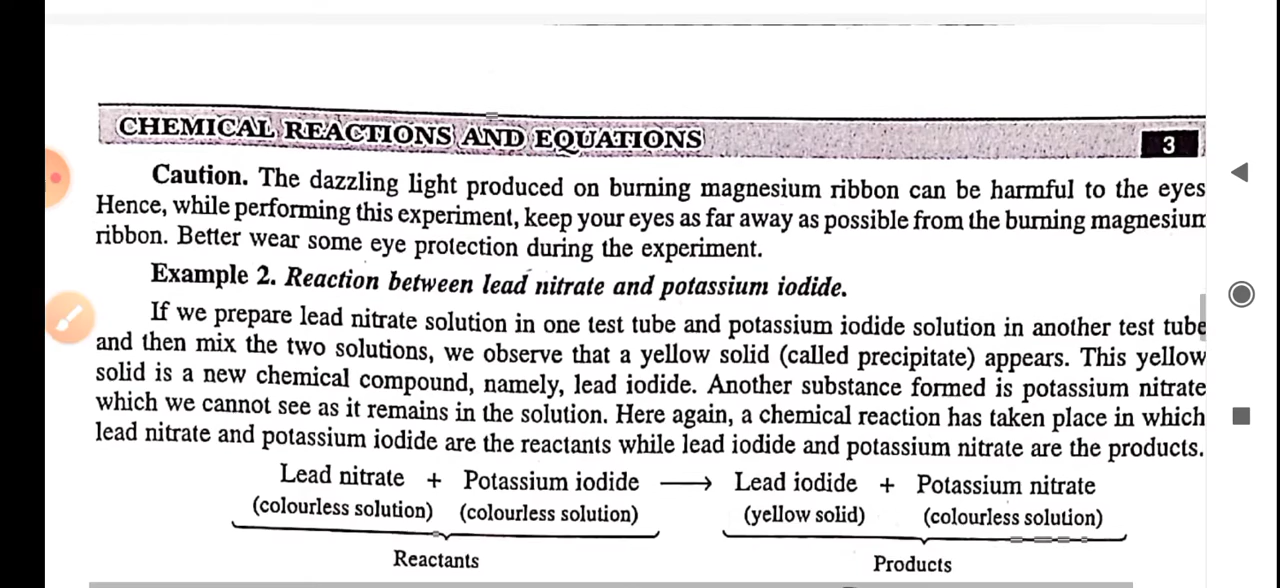 CHEMICAL REACTIONS AND EQUATIONS 3
Caution. The dazzling light produced on burning magnesium ribbon can be harmful to the eyes
Hence, while performing this experiment, keep your eyes as far away as possible from the burning magnesium
ribbon. Better wear some eye protection during the experiment.
Example 2. Reaction between lead nitrate and potassium iodide.
If we prepare lead nitrate solution in one test tube and potassium iodide solution in another test tube
and then mix the two solutions, we observe that a yellow solid (called precipitate) appears. This yellow
solid is a new chemical compound, namely, lead iodide. Another substance formed is potassium nitrate
which we cannot see as it remains in the solution. Here again, a chemical reaction has taken place in which
lead nitrate and potassium iodide are the reactants while lead iodide and potassium nitrate are the products.
Lead nitrate + Potassium iodide ⟶ Lead iodide + Potassium nitrate
(colourless solution) (colourless solution) (yellow solid) (colourless solution)
Reactants Products